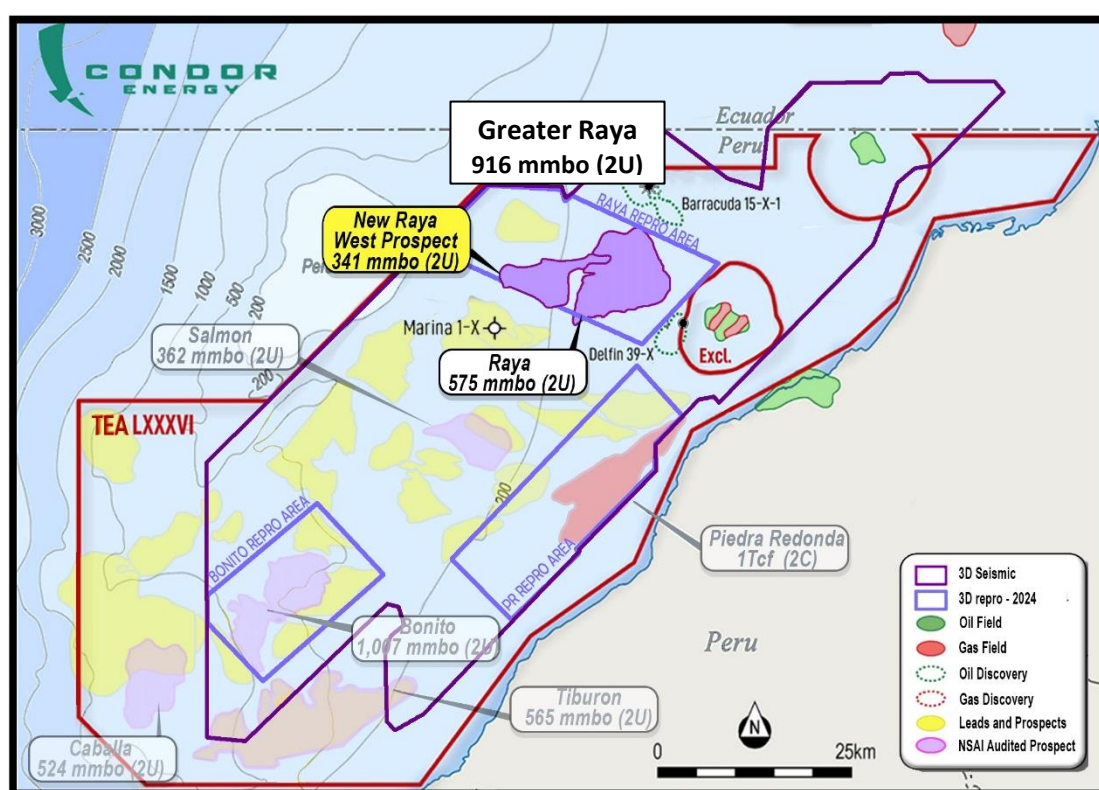 CONDOR
ENERGY
Greater Raya
916 mmbo (2U)
Ecuador
Peru
Barracuda 15-X-1
RAYA REPRO AREA
New Raya
West Prospect
341 mmbo (2U)
3000
2500
2000
1500
1000
500
200
Marina 1-X
Delfin 39-X
Excl.
Raya
575 mmbo (2U)
Salmon
362 mmbo (2U)
200
TEA LXXXVI
200
BONITO REPRO AREA
PR REPRO AREA
Piedra Redonda
1Tcf (2C)
Bonito
1,007 mmbo (2U)
Peru
Tiburon
565 mmbo (2U)
Caballa
524 mmbo (2U)
N
0
25km
3D Seismic
3D repro - 2024
Oil Field
Gas Field
Oil Discovery
Gas Discovery
Leads and Prospects
NSAI Audited Prospect